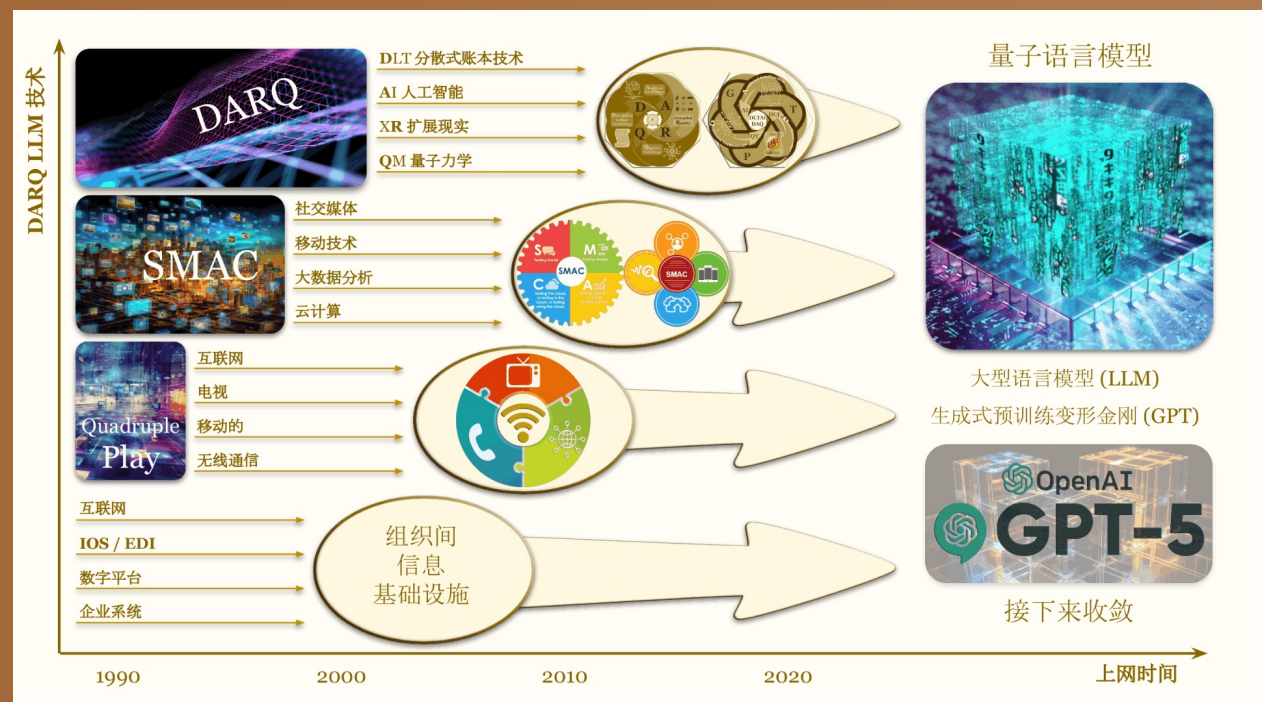 DARQ LLM 技术
DARQ
DLT 分散式账本技术
AI 人工智能
XR 扩展现实
QM 量子力学
D A
Q R
G
T
P
SMAC
社交媒体
移动技术
大数据分析
云计算
S
M
SMAC
C
A
SMAC
Quadruple
Play
互联网
电视
移动的
无线通信
互联网
IOS / EDI
数字平台
企业系统
组织间
信息
基础设施
量子语言模型
大型语言模型 (LLM)
生成式预训练变形金刚 (GPT)
OpenAI
GPT-5
接下来收敛
1990
2000
2010
2020
上网时间